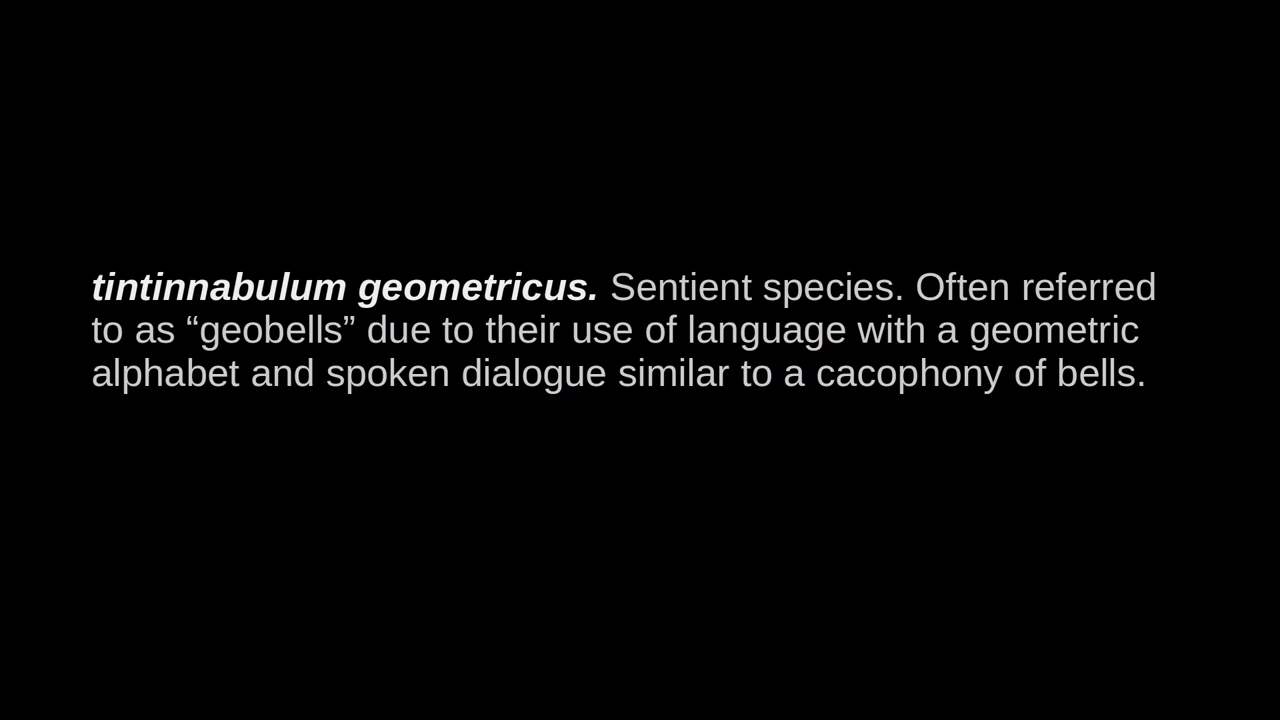 tintinnabulum geometricus. Sentient species. Often referred
to as “geobells” due to their use of language with a geometric
alphabet and spoken dialogue similar to a cacophony of bells.